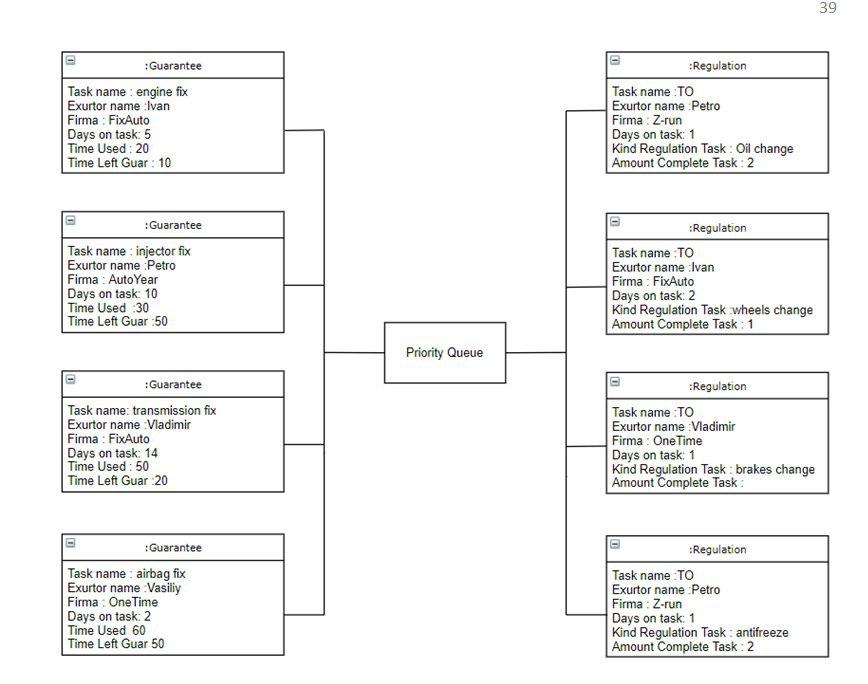 39
:Guarantee
Task name : engine fix
Exurtor name :Ivan
Firma : FixAuto
Days on task: 5
Time Used : 20
Time Left Guar : 10
:Guarantee
Task name : injector fix
Exurtor name :Petro
Firma : AutoYear
Days on task: 10
Time Used :30
Time Left Guar :50
:Guarantee
Task name: transmission fix
Exurtor name :Vladimir
Firma : FixAuto
Days on task: 14
Time Used : 50
Time Left Guar :20
:Guarantee
Task name : airbag fix
Exurtor name :Vasiliy
Firma : OneTime
Days on task: 2
Time Used 60
Time Left Guar 50
Priority Queue
:Regulation
Task name :TO
Exurtor name :Petro
Firma : Z-run
Days on task: 1
Kind Regulation Task : Oil change
Amount Complete Task : 2
:Regulation
Task name :TO
Exurtor name :Ivan
Firma : FixAuto
Days on task: 2
Kind Regulation Task :wheels change
Amount Complete Task : 1
:Regulation
Task name :TO
Exurtor name :Vladimir
Firma : OneTime
Days on task: 1
Kind Regulation Task : brakes change
Amount Complete Task :
:Regulation
Task name :TO
Exurtor name :Petro
Firma : Z-run
Days on task: 1
Kind Regulation Task : antifreeze
Amount Complete Task : 2